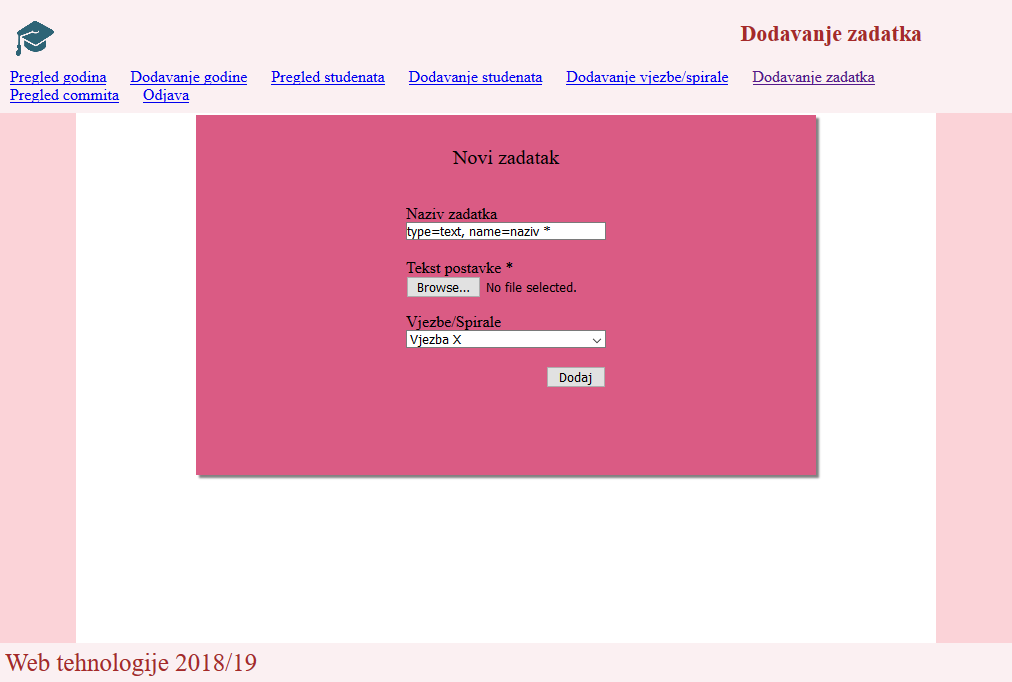 Dodavanje zadatka
Pregled godina Dodavanje godine Pregled studenata Dodavanje studenata Dodavanje vjezbe/spirale Dodavanje zadatka
Pregled commita Odjava
Novi zadatak
Naziv zadatka
type=text, name=naziv *
Tekst postavke *
Browse... No file selected.
Vjezbe/Spirale
Vjezba X
Dodaj
Web tehnologije 2018/19